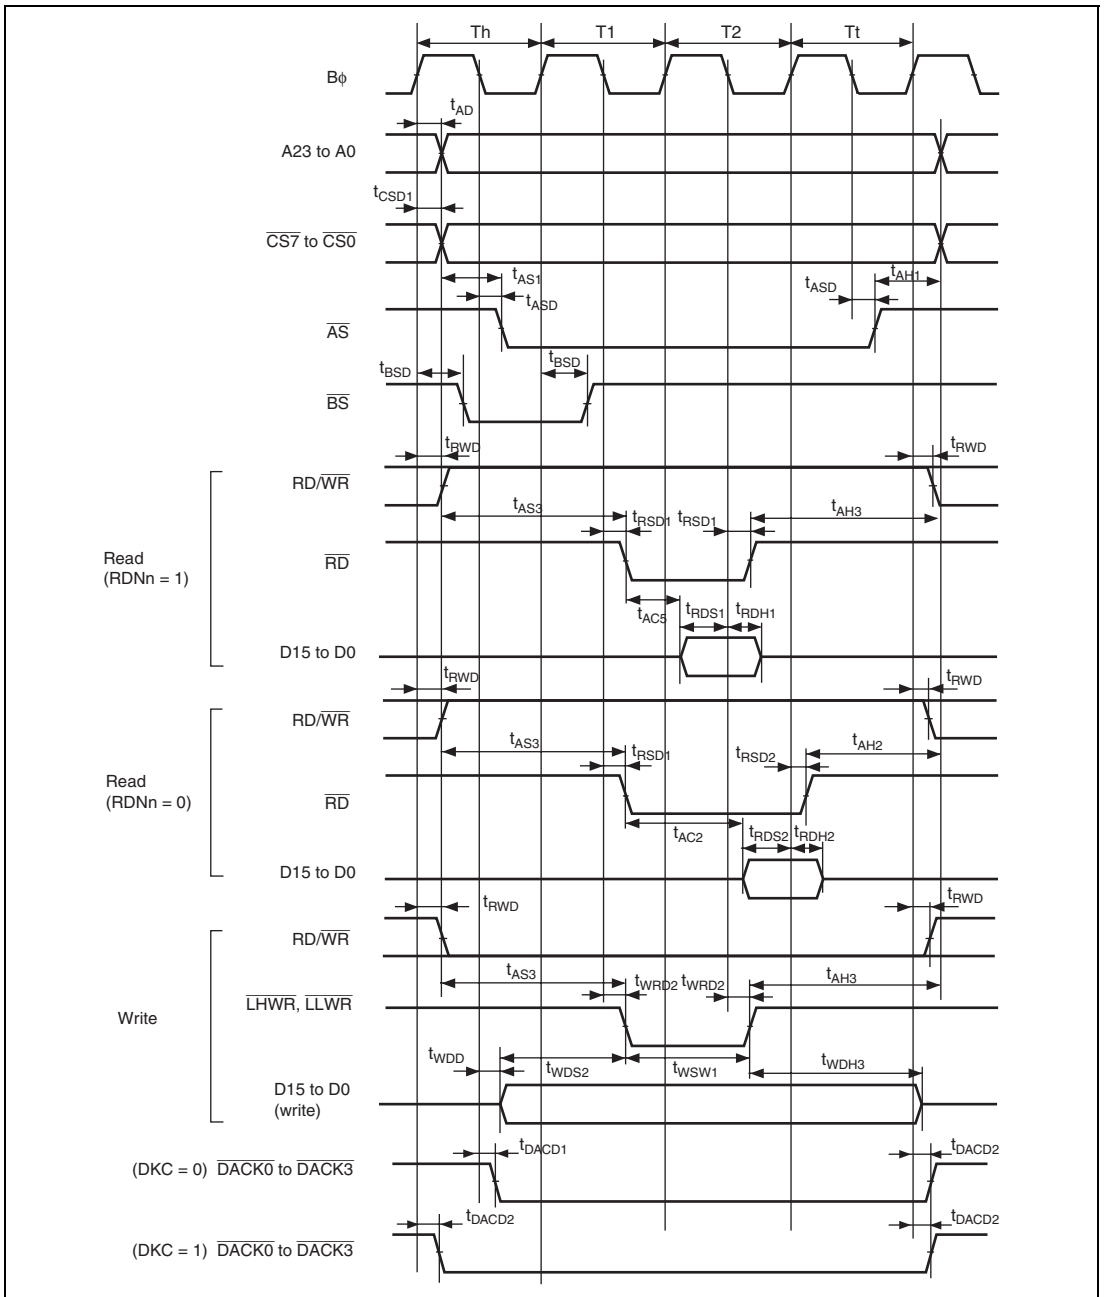 Th T1 T2 Tt
Bϕ
tAD
A23 to A0
tCSD1
CS7 to CS0
tAS1 tAH1
tASD tASD
AS
tBSD tBSD
BS
tRWD tRWD
RD/WR
tAS3 tRSD1 tRSD1 tAH3
Read
(RDNn = 1)
RD
tAC5 tRDS1 tRDH1
D15 to D0
tRWD tRWD
RD/WR
tAS3 tRSD1 tRSD2 tAH2
Read
(RDNn = 0)
RD
tAC2 tRDS2 tRDH2
D15 to D0
tRWD tRWD
RD/WR
tAS3 tWRD2 tWRD2 tAH3
LHWR, LLWR
Write
tWDD tWDS2 tWSW1 tWDH3
D15 to D0
(write)
tDACD1 tDACD2
(DKC = 0) DACK0 to DACK3
tDACD2 tDACD2
(DKC = 1) DACK0 to DACK3